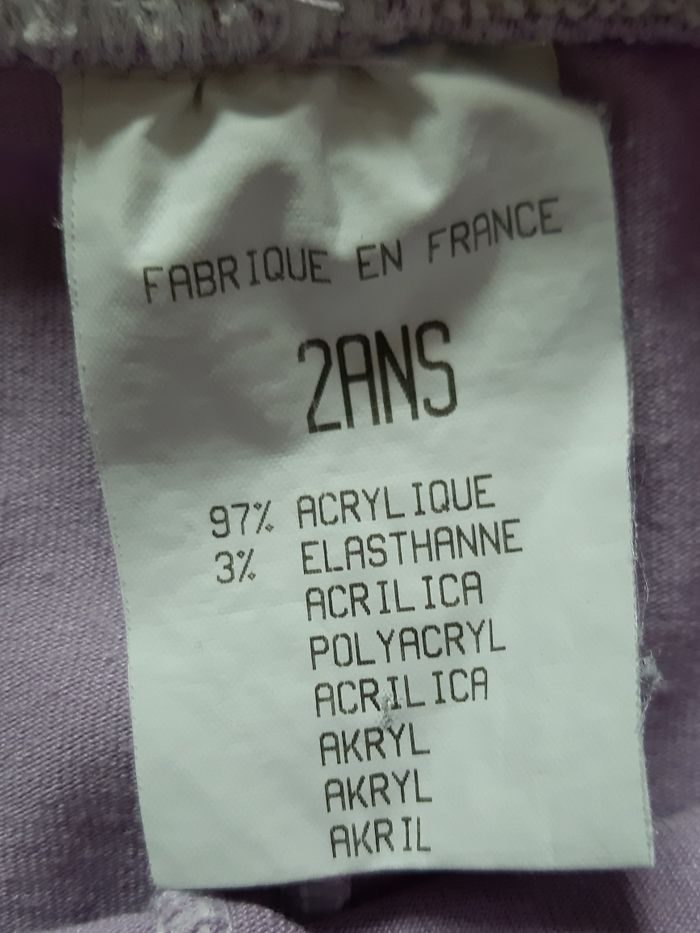 FABRIQUE EN FRANCE
2ANS
97% ACRYLIQUE
3% ELASTHANNE
ACRILICA
POLYACRYL
ACRILICA
AKRYL
AKRYL
AKRIL